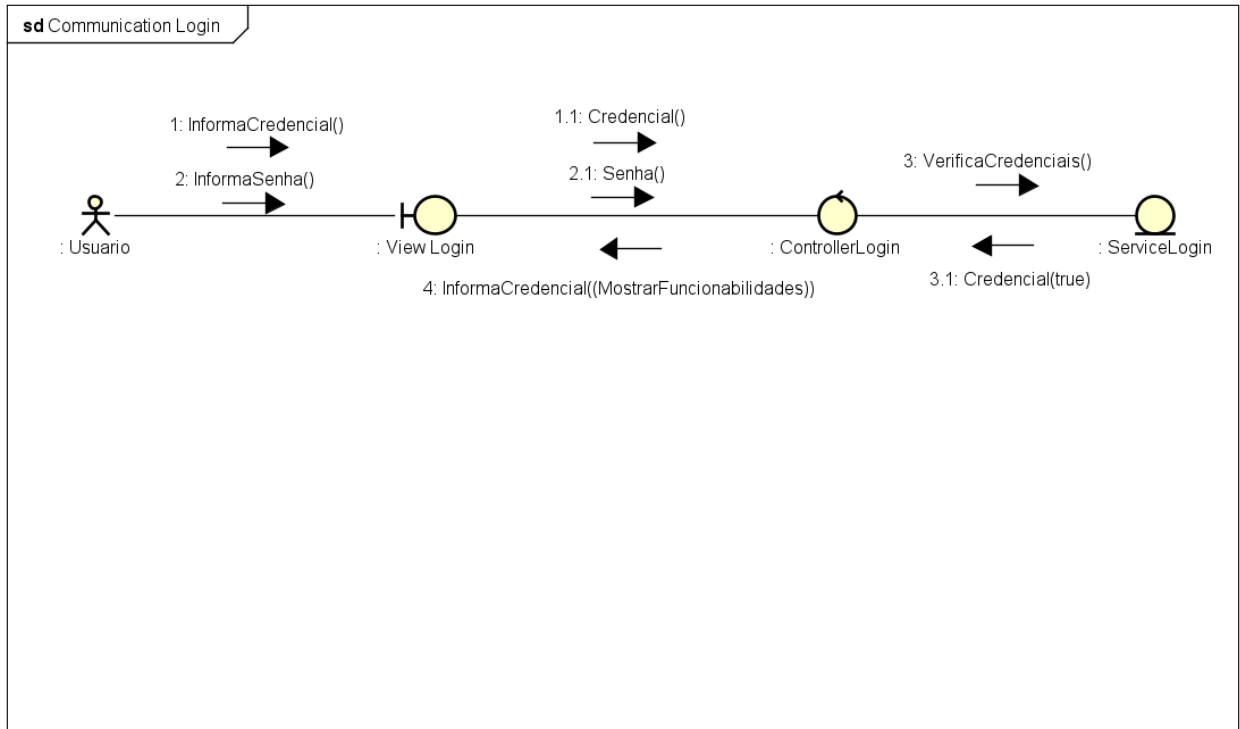 sd Communication Login
1: InformaCredencial()
2: InformaSenha()
1.1: Credencial()
2.1: Senha()
3: VerificaCredenciais()
: Usuario
: View Login
: ControllerLogin
: ServiceLogin
4: InformaCredencial((MostrarFuncionabilidades))
3.1: Credencial(true)